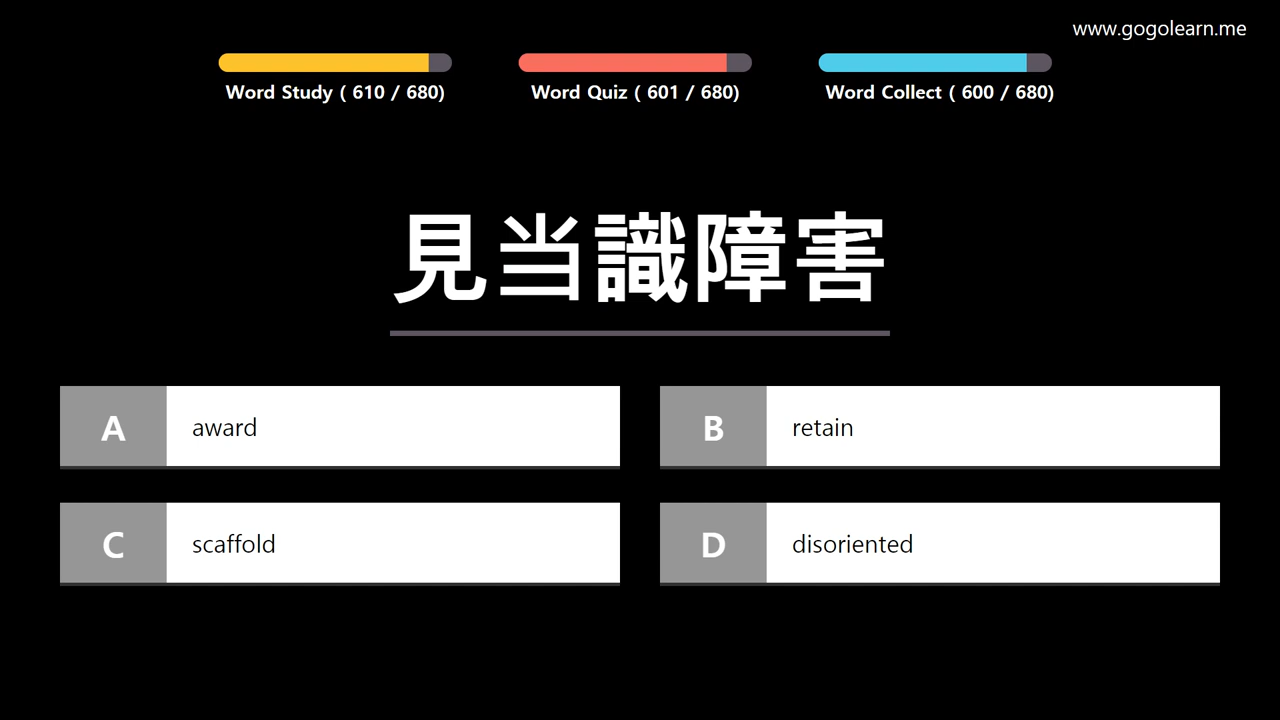 www.gogolearn.me
Word Study ( 610 / 680)
Word Quiz ( 601 / 680)
Word Collect ( 600 / 680)
見当識障害
A award
B retain
C scaffold
D disoriented